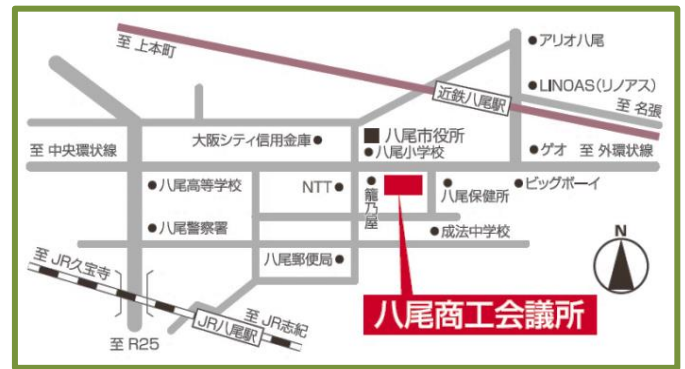 至 上本町
アリオ八尾
近鉄八尾駅
LINOAS(リノアス)
至 名張
大阪シティ信用金庫
八尾市役所
八尾小学校
至 中央環状線
ゲオ
至 外環状線
八尾高等学校
NTT
籠乃屋
八尾保健所
ビッグボーイ
八尾警察署
成法中学校
N
至 JR久宝寺
八尾郵便局
八尾商工会議所
JR八尾駅
至 JR志紀
至 R25